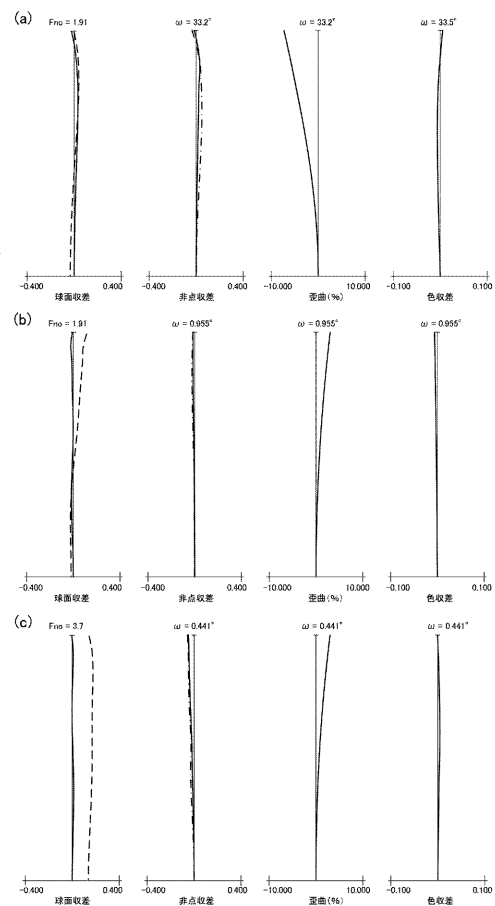 (a)
Fno = 1.91 ω = 33.2° ω = 33.2° ω = 33.5°
-0.400 0.400 -0.400 0.400 -10.000 10.000 -0.100 0.100
球面収差 非点収差 歪曲(%) 色収差
(b)
Fno = 1.91 ω = 0.955° ω = 0.955° ω = 0.955°
-0.400 0.400 -0.400 0.400 -10.000 10.000 -0.100 0.100
球面収差 非点収差 歪曲(%) 色収差
(c)
Fno = 3.7 ω = 0.441° ω = 0.441° ω = 0.441°
-0.400 0.400 -0.400 0.400 -10.000 10.000 -0.100 0.100
球面収差 非点収差 歪曲(%) 色収差